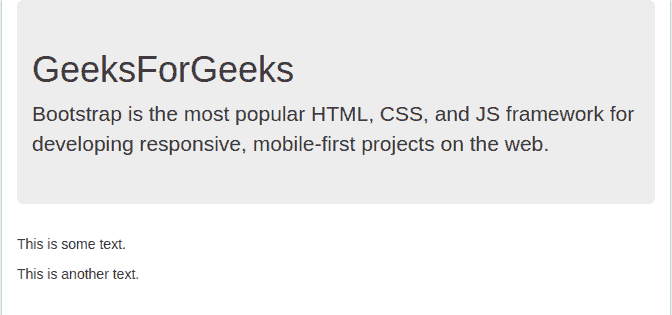 GeeksForGeeks
Bootstrap is the most popular HTML, CSS, and JS framework for
developing responsive, mobile-first projects on the web.
This is some text.
This is another text.